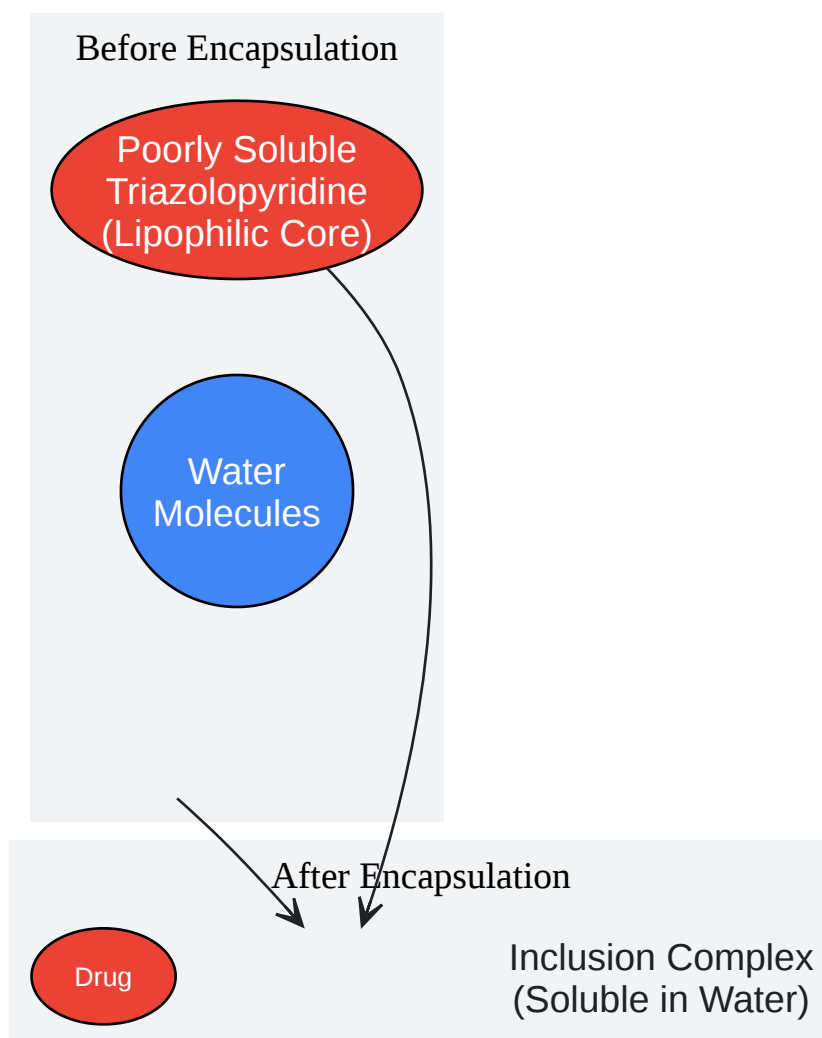 Before Encapsulation
Poorly Soluble
Triazolopyridine
(Lipophilic Core)
Water
Molecules
After Encapsulation
Drug
Inclusion Complex
(Soluble in Water)